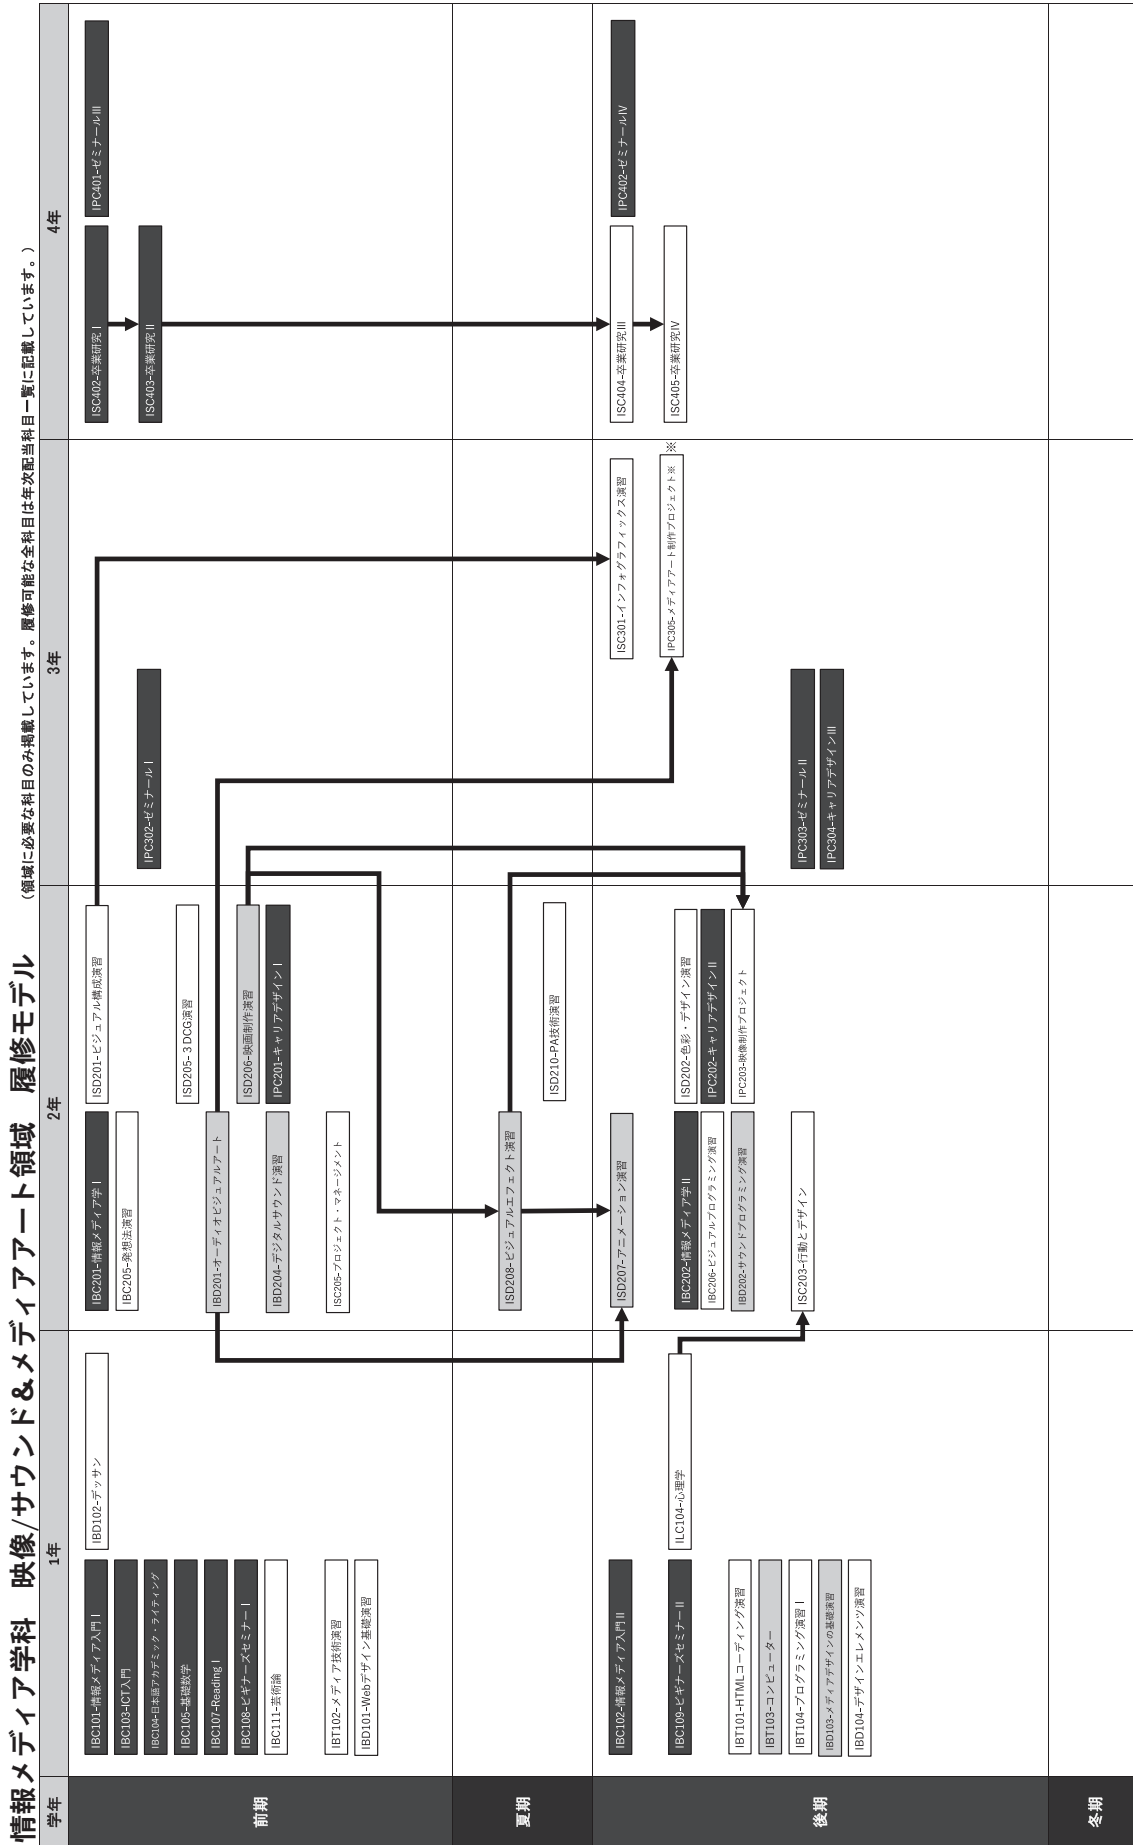 情報メディア学科　映像/サウンド＆メディアアート領域　履修モデル
（領域に必要な科目のみ掲載しています。履修可能な全科目は年次配当科目一覧に記載しています。）
学年
1年
2年
3年
4年
前期
IBC101-情報メディア入門Ⅰ
IBC103-ICT入門
IBC104-日本語アカデミック・ライティング
IBC105-基礎数学
IBC107-Reading Ⅰ
IBC108-ビギナーズセミナーⅠ
IBC111-芸術論
IBT102-メディア技術演習
IBD101-Webデザイン基礎演習
IBD102-デッサン
IBC201-情報メディア学Ⅰ
IBC205-発想法演習
IBD201-オーディオビジュアルアート
IBD204-デジタルサウンド演習
ISC205-プロジェクト・マネージメント
ISD201-ビジュアル構成演習
ISD205-３DCG演習
ISD206-映画制作演習
IPC201-キャリアデザインⅠ
IPC302-ゼミナールⅠ
ISC402-卒業研究Ⅰ
ISC403-卒業研究Ⅱ
IPC401-ゼミナールⅢ
夏期
ISD208-ビジュアルエフェクト演習
ISD210-PA技術演習
後期
IBC102-情報メディア入門Ⅱ
IBC109-ビギナーズセミナーⅡ
IBT101-HTMLコーディング演習
IBT103-コンピューター
IBT104-プログラミング演習Ⅰ
IBD103-メディアデザインの基礎演習
IBD104-デザインエレメンツ演習
ILC104-心理学
ISD207-アニメーション演習
IBC202-情報メディア学Ⅱ
IBC206-ビジュアルプログラミング演習
IBD202-サウンドプログラミング演習
ISC203-行動とデザイン
ISD202-色彩・デザイン演習
IPC202-キャリアデザインⅡ
IPC203-映像制作プロジェクト
IPC303-ゼミナールⅡ
IPC304-キャリアデザインⅢ
ISC301-インフォグラフィックス演習
IPC305-メディアアート制作プロジェクト※
※
ISC404-卒業研究Ⅲ
ISC405-卒業研究Ⅳ
IPC402-ゼミナールⅣ
冬期